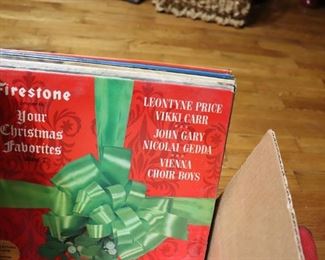 Firestone
Your
Christmas
Favorites
LEONTYNE PRICE
VIKKI CARR
JOHN GARY
NICOLAI GEDDA
VIENNA
CHOIR BOYS